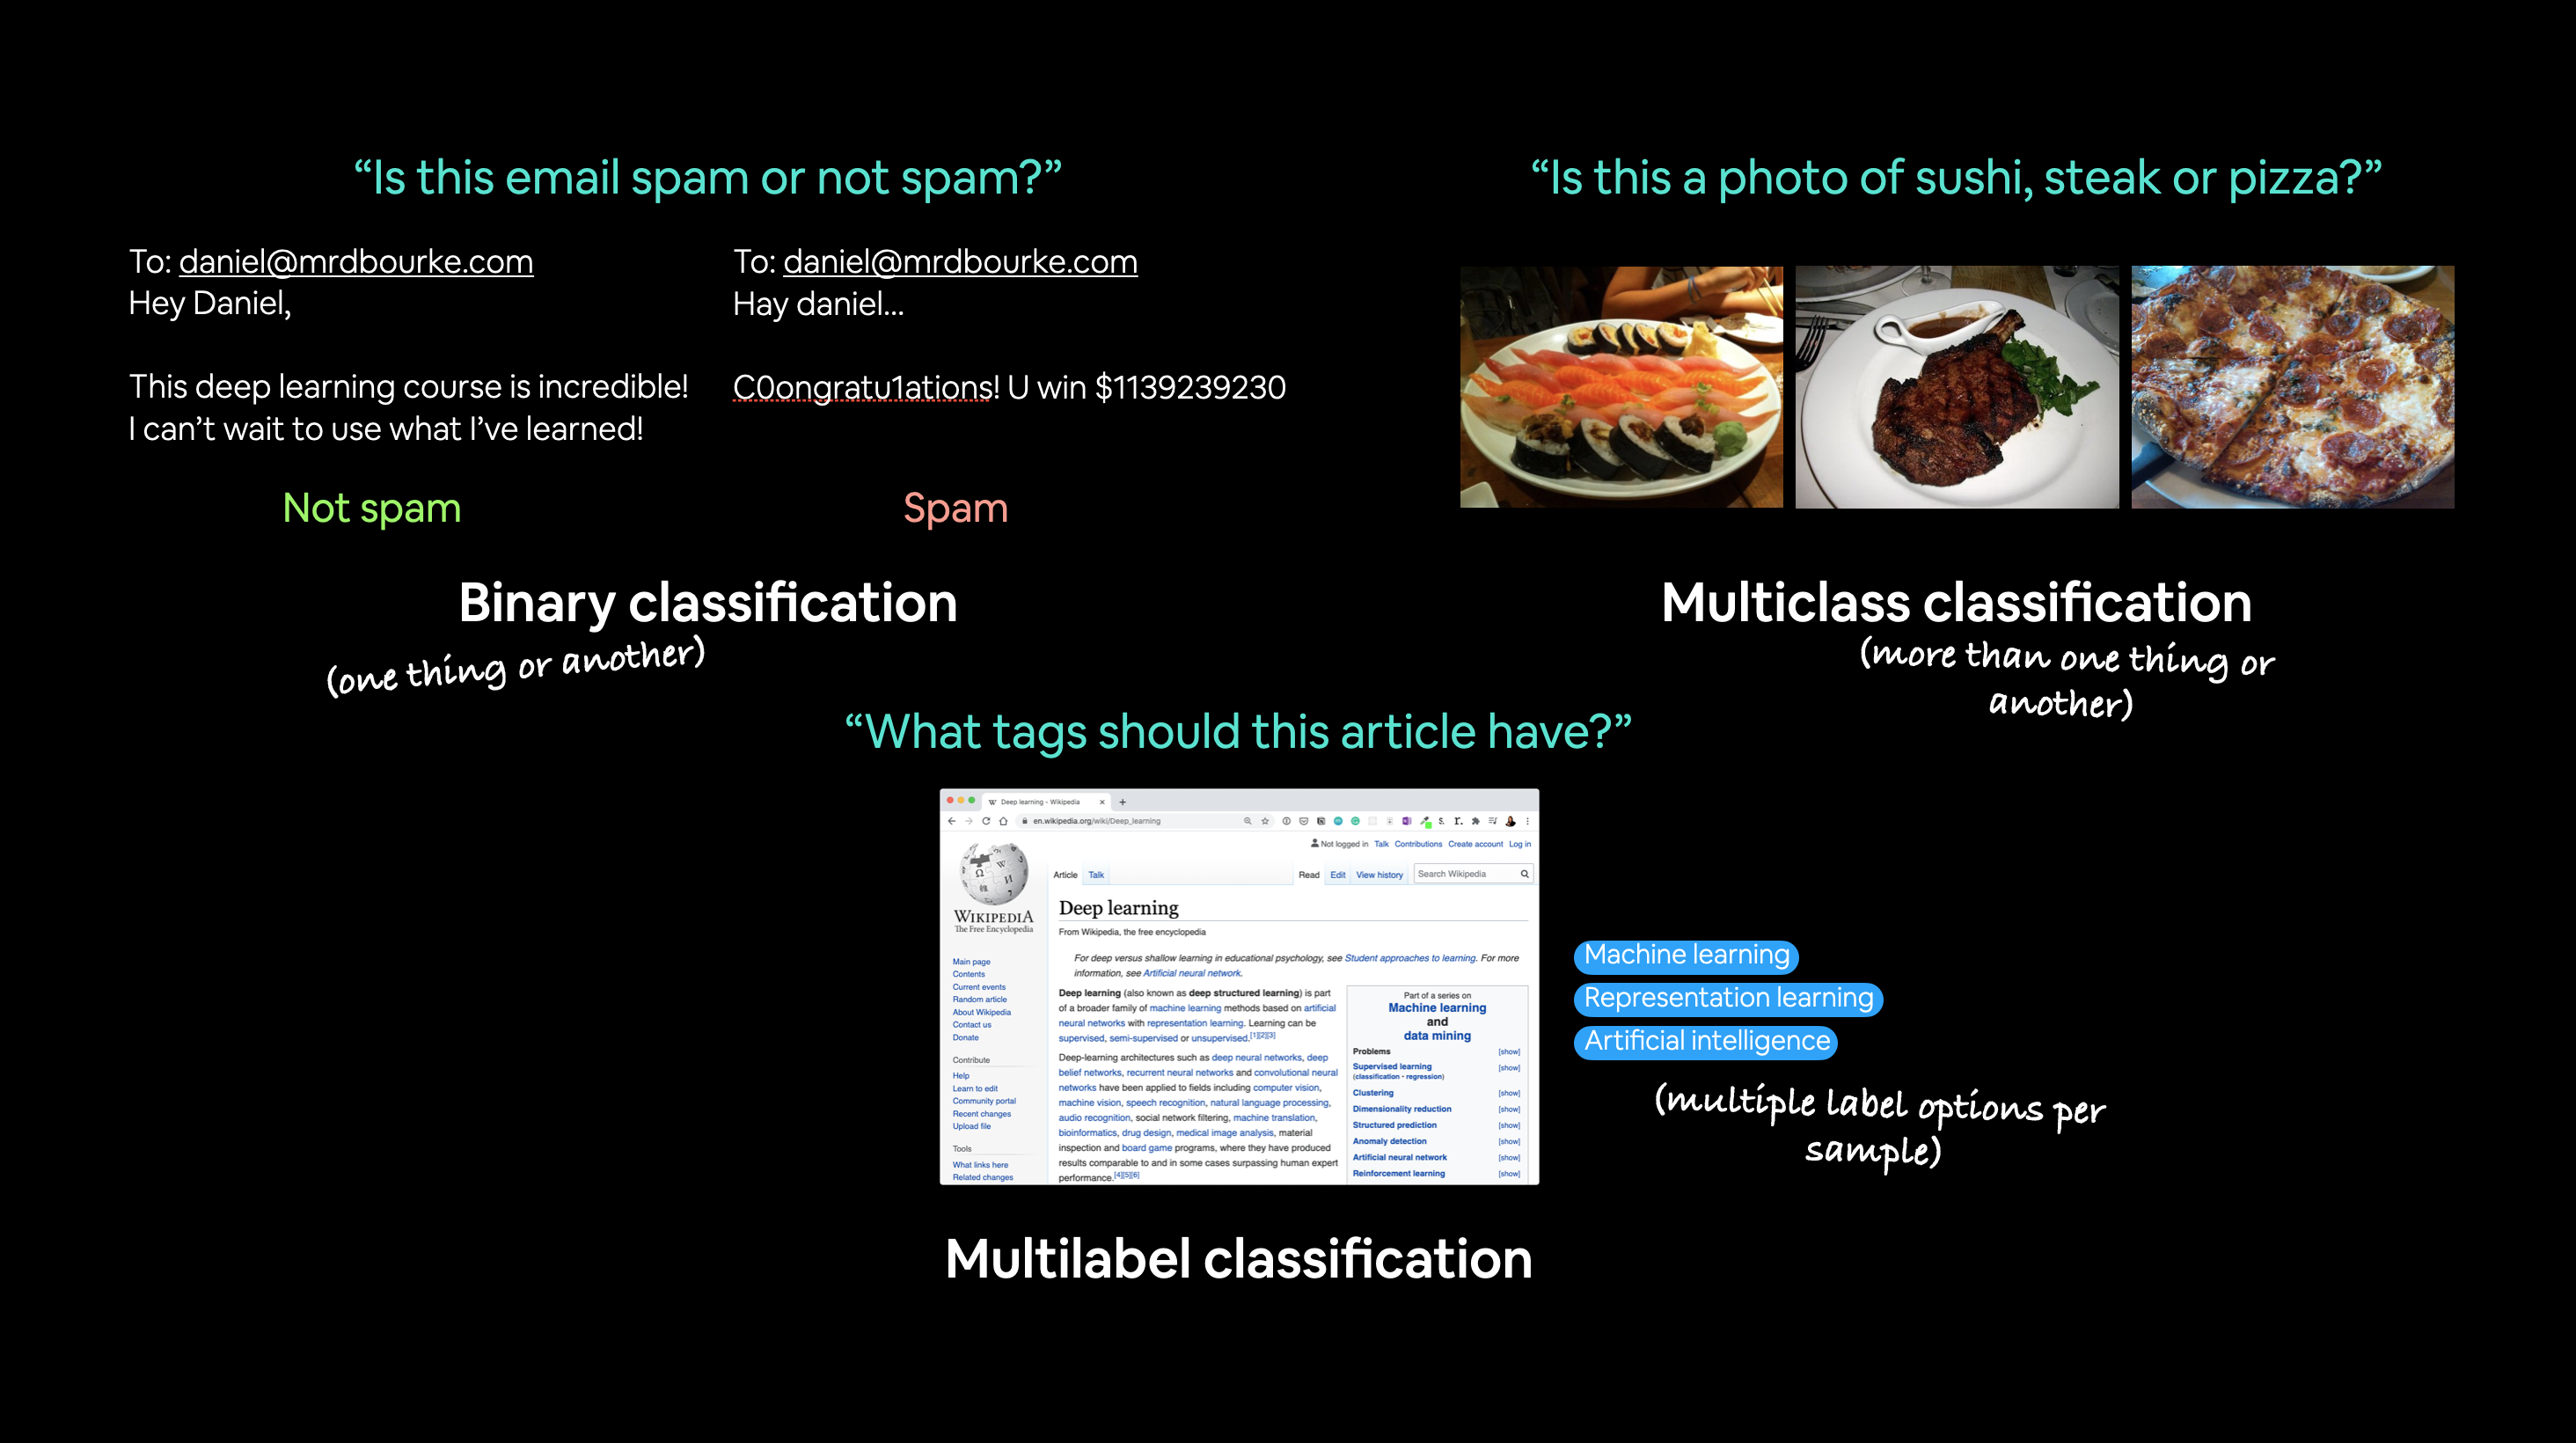 “Is this email spam or not spam?”
To: daniel@mrdbourke.com
Hey Daniel,
This deep learning course is incredible!
I can’t wait to use what I’ve learned!
Not spam
To: daniel@mrdbourke.com
Hay daniel...
C0ongratu1ations! U win $1139239230
Spam
Binary classification
(one thing or another)
“Is this a photo of sushi, steak or pizza?”
Multiclass classification
(more than one thing or
another)
“What tags should this article have?”
Deep learning - Wikipedia
en.wikipedia.org/wiki/Deep_learning
Not logged in Talk Contributions Create account Log in
Article Talk
Read Edit View history Search Wikipedia
WIKIPEDIA
The Free Encyclopedia
Main page
Contents
Current events
Random article
About Wikipedia
Contact us
Donate
Contribute
Help
Learn to edit
Community portal
Recent changes
Upload file
Tools
What links here
Related changes
Deep learning
From Wikipedia, the free encyclopedia
For deep versus shallow learning in educational psychology, see Student approaches to learning. For more
information, see Artificial neural network.
Deep learning (also known as deep structured learning) is part
of a broader family of machine learning methods based on artificial
neural networks with representation learning. Learning can be
supervised, semi-supervised or unsupervised.[1][2][3]
Deep-learning architectures such as deep neural networks, deep
belief networks, recurrent neural networks and convolutional neural
networks have been applied to fields including computer vision,
machine vision, speech recognition, natural language processing,
audio recognition, social network filtering, machine translation,
bioinformatics, drug design, medical image analysis, material
inspection and board game programs, where they have produced
results comparable to and in some cases surpassing human expert
performance.[4][5][6]
Part of a series on
Machine learning
and
data mining
Problems [show]
Supervised learning [show]
(classification • regression)
Clustering [show]
Dimensionality reduction [show]
Structured prediction [show]
Anomaly detection [show]
Artificial neural network [show]
Reinforcement learning [show]
Machine learning
Representation learning
Artificial intelligence
(multiple label options per
sample)
Multilabel classification